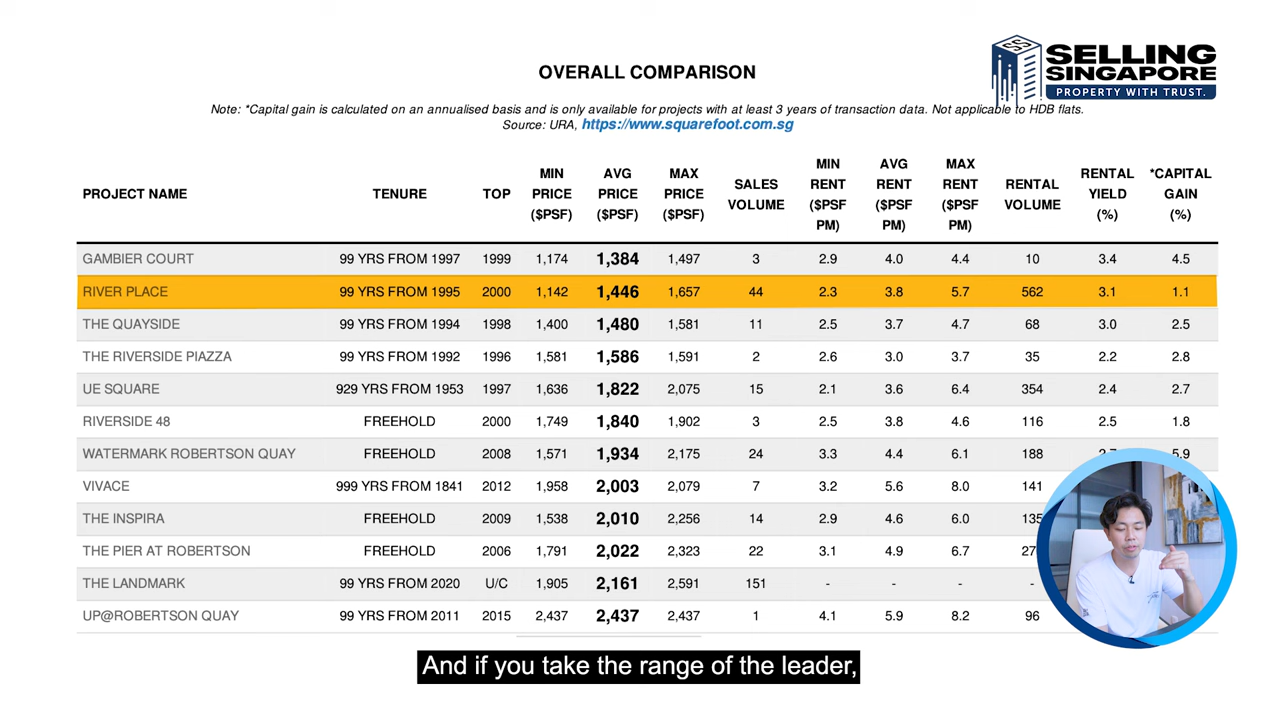 SS
SELLING
SINGAPORE
PROPERTY WITH TRUST.
OVERALL COMPARISON
Note: *Capital gain is calculated on an annualised basis and is only available for projects with at least 3 years of transaction data. Not applicable to HDB flats.
Source: URA, https://www.squarefoot.com.sg
PROJECT NAME TENURE TOP MIN PRICE ($PSF) AVG PRICE ($PSF) MAX PRICE ($PSF) SALES VOLUME MIN RENT ($PSF PM) AVG RENT ($PSF PM) MAX RENT ($PSF PM) RENTAL VOLUME RENTAL YIELD (%) *CAPITAL GAIN (%)
GAMBIER COURT 99 YRS FROM 1997 1999 1,174 1,384 1,497 3 2.9 4.0 4.4 10 3.4 4.5
RIVER PLACE 99 YRS FROM 1995 2000 1,142 1,446 1,657 44 2.3 3.8 5.7 562 3.1 1.1
THE QUAYSIDE 99 YRS FROM 1994 1998 1,400 1,480 1,581 11 2.5 3.7 4.7 68 3.0 2.5
THE RIVERSIDE PIAZZA 99 YRS FROM 1992 1996 1,581 1,586 1,591 2 2.6 3.0 3.7 35 2.2 2.8
UE SQUARE 929 YRS FROM 1953 1997 1,636 1,822 2,075 15 2.1 3.6 6.4 354 2.4 2.7
RIVERSIDE 48 FREEHOLD 2000 1,749 1,840 1,902 3 2.5 3.8 4.6 116 2.5 1.8
WATERMARK ROBERTSON QUAY FREEHOLD 2008 1,571 1,934 2,175 24 3.3 4.4 6.1 188 5.9
VIVACE 999 YRS FROM 1841 2012 1,958 2,003 2,079 7 3.2 5.6 8.0 141
THE INSPIRA FREEHOLD 2009 1,538 2,010 2,256 14 2.9 4.6 6.0 135
THE PIER AT ROBERTSON FREEHOLD 2006 1,791 2,022 2,323 22 3.1 4.9 6.7
THE LANDMARK 99 YRS FROM 2020 U/C 1,905 2,161 2,591 151 - - - -
UP@ROBERTSON QUAY 99 YRS FROM 2011 2015 2,437 2,437 2,437 1 4.1 5.9 8.2 96
And if you take the range of the leader,